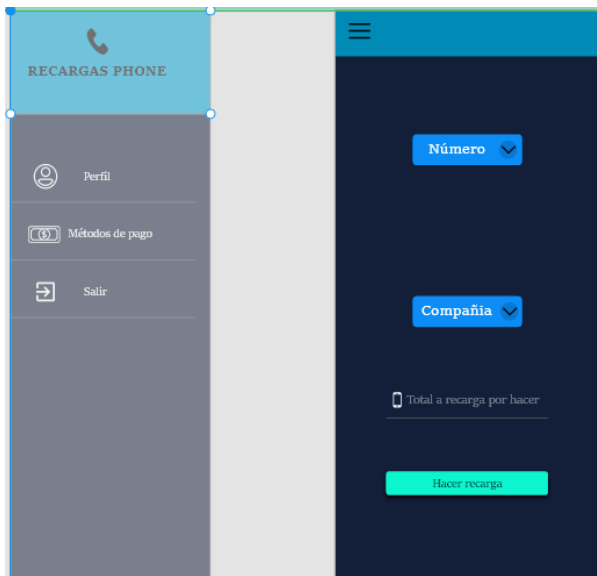 RECARGAS PHONE
Perfil
Métodos de pago
Salir
Número
Compañia
Total a recarga por hacer
Hacer recarga